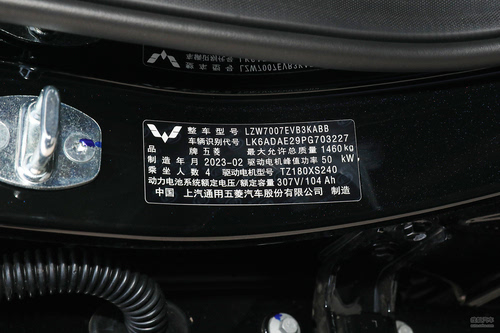 整车型号 LZW7007EVB3KABB
车辆识别代号 LK6ADAE29PG703227
品 牌 五菱 最大允许总质量 1460kg
制造年月 2023-02 驱动电机峰值功率 50 kW
乘坐人数 4 驱动电机型号 TZ180XS240
动力电池系统额定电压/额定容量 307V/104 Ah
中国 上汽通用五菱汽车股份有限公司 制造